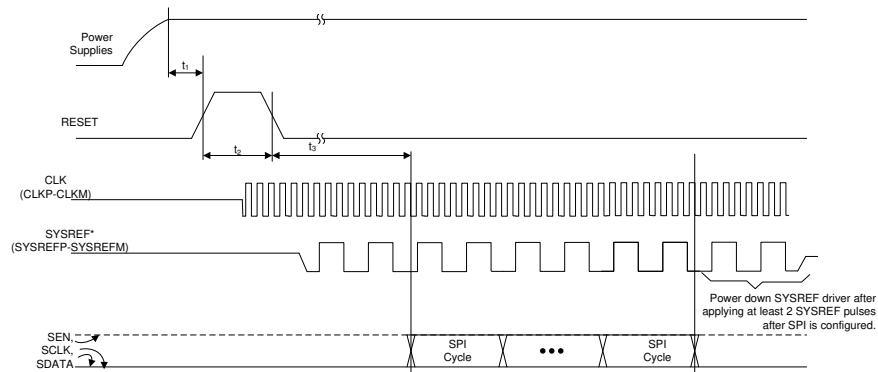 Power
Supplies
t₁
RESET
t₂
t₃
CLK
(CLKP-CLKM)
SYSREF*
(SYSREFP-SYSREFM)
Power down SYSREF driver after
applying at least 2 SYSREF pulses
after SPI is configured.
SEN,
SCLK,
SDATA
SPI
Cycle
•••
SPI
Cycle